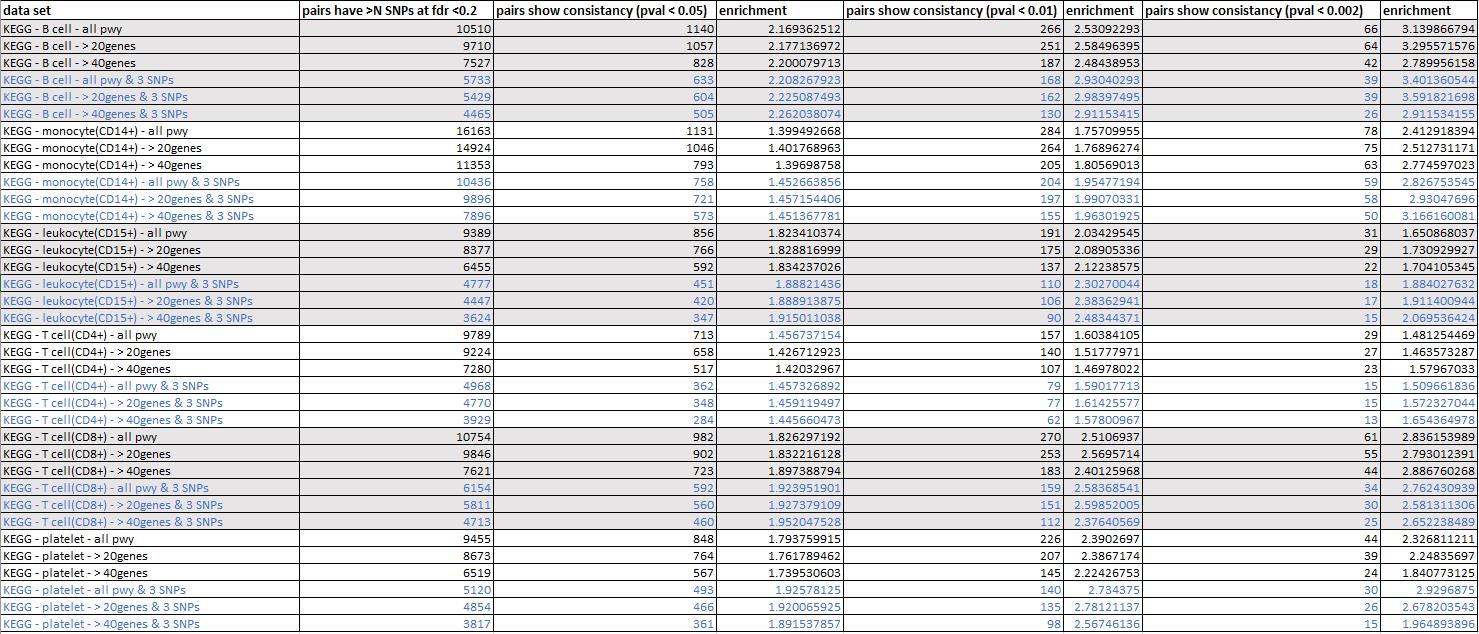 data set pairs have >N SNPs at fdr <0.2 pairs show consistancy (pval < 0.05) enrichment pairs show consistancy (pval < 0.01) enrichment pairs show consistancy (pval < 0.002) enrichment
KEGG - B cell - all pwy 10510 1140 2.169362512 266 2.53092293 66 3.139866794
KEGG - B cell - > 20genes 9710 1057 2.177136972 251 2.58496395 64 3.295571576
KEGG - B cell - > 40genes 7527 828 2.200079713 187 2.48438953 42 2.789956158
KEGG - B cell - all pwy & 3 SNPs 5733 633 2.208267923 168 2.93040293 39 3.401360544
KEGG - B cell - > 20genes & 3 SNPs 5429 604 2.225087493 162 2.98397495 39 3.591821698
KEGG - B cell - > 40genes & 3 SNPs 4465 505 2.262038074 130 2.91153415 26 2.911534155
KEGG - monocyte(CD14+) - all pwy 16163 1131 1.399492668 284 1.75709955 78 2.412918394
KEGG - monocyte(CD14+) - > 20genes 14924 1046 1.401768963 264 1.76896274 75 2.512731171
KEGG - monocyte(CD14+) - > 40genes 11353 793 1.39698758 205 1.80569013 63 2.774597023
KEGG - monocyte(CD14+) - all pwy & 3 SNPs 10436 758 1.452663856 204 1.95477194 59 2.826753545
KEGG - monocyte(CD14+) - > 20genes & 3 SNPs 9896 721 1.457154406 197 1.99070331 58 2.93047696
KEGG - monocyte(CD14+) - > 40genes & 3 SNPs 7896 573 1.451367781 155 1.96301925 50 3.166160081
KEGG - leukocyte(CD15+) - all pwy 9389 856 1.823410374 191 2.03429545 31 1.650868037
KEGG - leukocyte(CD15+) - > 20genes 8377 766 1.828816999 175 2.08905336 29 1.730929927
KEGG - leukocyte(CD15+) - > 40genes 6455 592 1.834237026 137 2.12238575 22 1.704105345
KEGG - leukocyte(CD15+) - all pwy & 3 SNPs 4777 451 1.88821436 110 2.30270044 18 1.884027632
KEGG - leukocyte(CD15+) - > 20genes & 3 SNPs 4447 420 1.888913875 106 2.38362941 17 1.911400944
KEGG - leukocyte(CD15+) - > 40genes & 3 SNPs 3624 347 1.915011038 90 2.48344371 15 2.069536424
KEGG - T cell(CD4+) - all pwy 9789 713 1.456737154 157 1.60384105 29 1.481254469
KEGG - T cell(CD4+) - > 20genes 9224 658 1.426712923 140 1.51777971 27 1.463573287
KEGG - T cell(CD4+) - > 40genes 7280 517 1.42032967 107 1.46978022 23 1.57967033
KEGG - T cell(CD4+) - all pwy & 3 SNPs 4968 362 1.457326892 79 1.59017713 15 1.509661836
KEGG - T cell(CD4+) - > 20genes & 3 SNPs 4770 348 1.459119497 77 1.61425577 15 1.572327044
KEGG - T cell(CD4+) - > 40genes & 3 SNPs 3929 284 1.445660473 62 1.57800967 13 1.654364978
KEGG - T cell(CD8+) - all pwy 10754 982 1.826297192 270 2.5106937 61 2.836153989
KEGG - T cell(CD8+) - > 20genes 9846 902 1.832216128 253 2.5695714 55 2.793012391
KEGG - T cell(CD8+) - > 40genes 7621 723 1.897388794 183 2.40125968 44 2.886760268
KEGG - T cell(CD8+) - all pwy & 3 SNPs 6154 592 1.923951901 159 2.58368541 34 2.762430939
KEGG - T cell(CD8+) - > 20genes & 3 SNPs 5811 560 1.927379109 151 2.59852005 30 2.581311306
KEGG - T cell(CD8+) - > 40genes & 3 SNPs 4713 460 1.952047528 112 2.37640569 25 2.652238489
KEGG - platelet - all pwy 9455 848 1.793759915 226 2.3902697 44 2.326811211
KEGG - platelet - > 20genes 8673 764 1.761789462 207 2.3867174 39 2.24835697
KEGG - platelet - > 40genes 6519 567 1.739530603 145 2.22426753 24 1.840773125
KEGG - platelet - all pwy & 3 SNPs 5120 493 1.92578125 140 2.734375 30 2.9296875
KEGG - platelet - > 20genes & 3 SNPs 4854 466 1.920065925 135 2.78121137 26 2.678203543
KEGG - platelet - > 40genes & 3 SNPs 3817 361 1.891537857 98 2.56746136 15 1.964893896